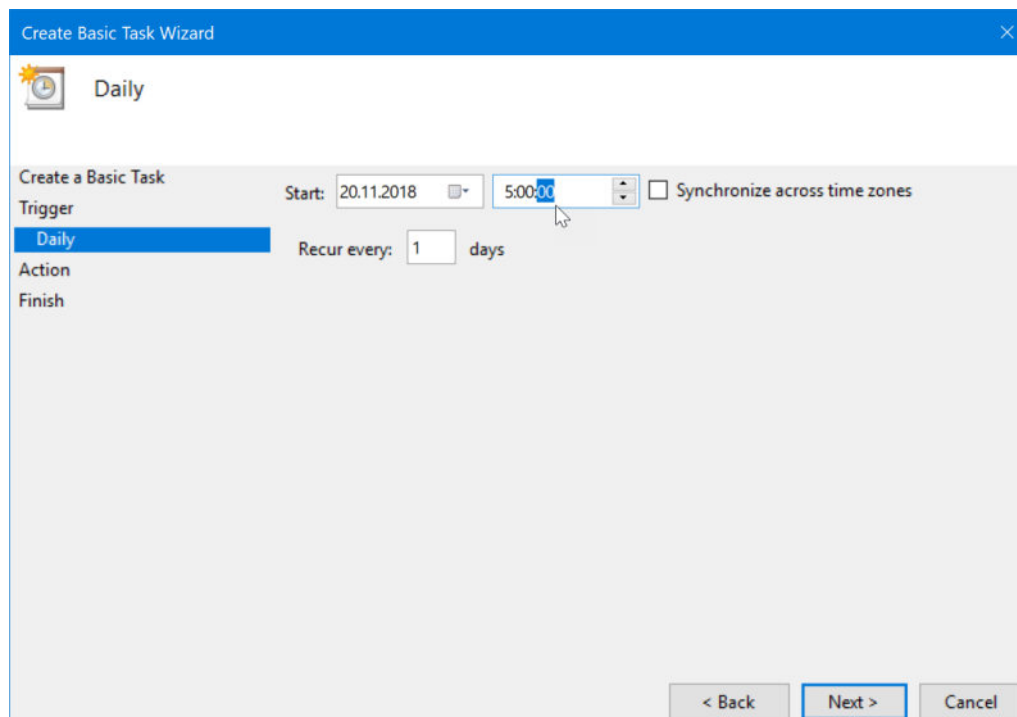 Create Basic Task Wizard
Daily
Create a Basic Task
Trigger
Daily
Action
Finish
Start: 20.11.2018 5:00:00 Synchronize across time zones
Recur every: 1 days
< Back Next > Cancel